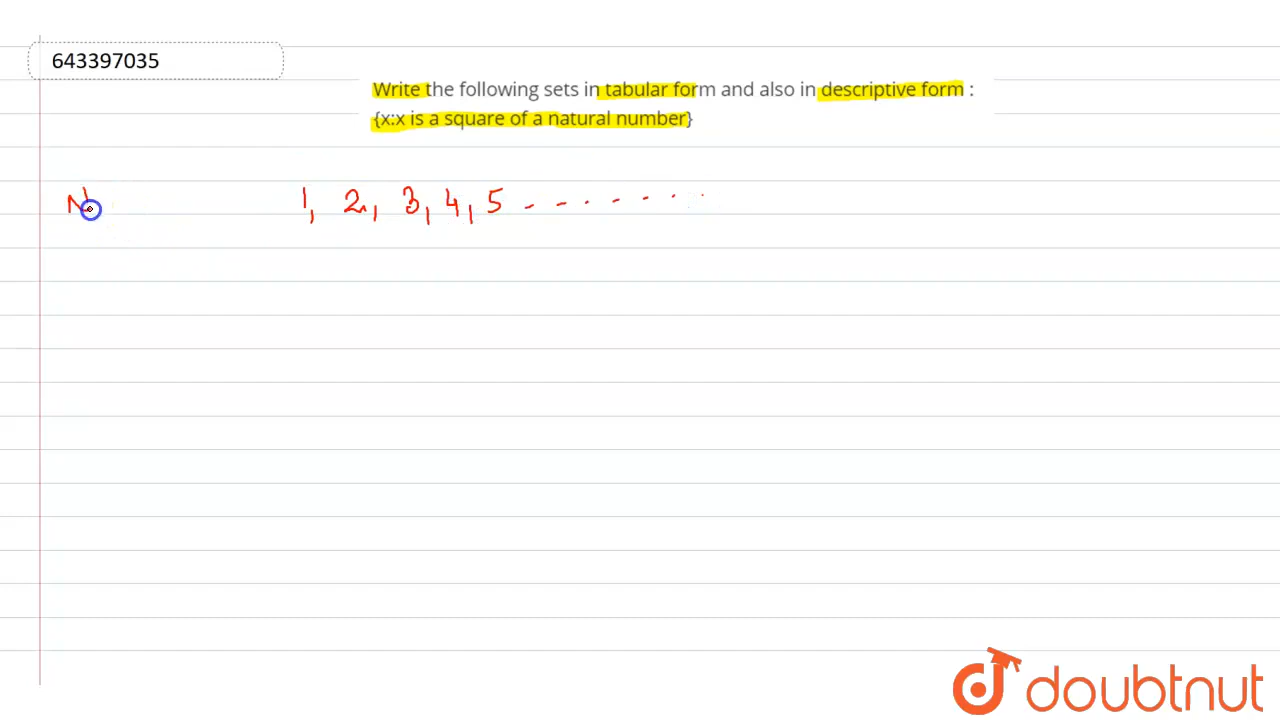 643397035
Write the following sets in tabular form and also in descriptive form :
{x:x is a square of a natural number}
N 1, 2, 3, 4, 5 - - . - - . .
doubtnut